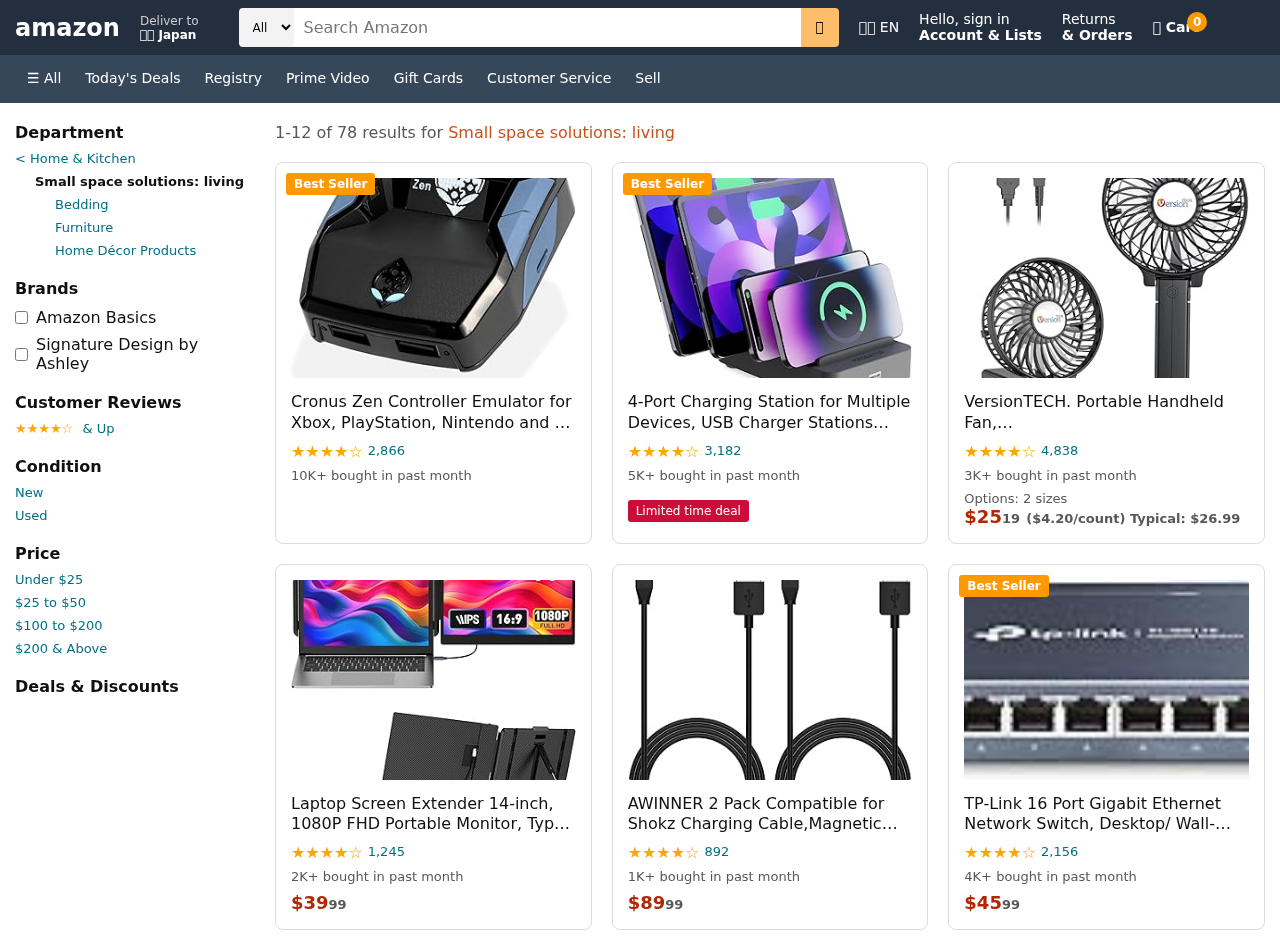 amazon
Deliver to
Japan
All
Search Amazon
EN
Hello, sign in
Account & Lists
Returns
& Orders
0
☰ All
Today's Deals
Registry
Prime Video
Gift Cards
Customer Service
Sell
Department
< Home & Kitchen
Small space solutions: living
Bedding
Furniture
Home Décor Products
Brands
Amazon Basics
Signature Design by
Ashley
Customer Reviews
★★★★☆ & Up
Condition
New
Used
Price
Under $25
$25 to $50
$100 to $200
$200 & Above
Deals & Discounts
1-12 of 78 results for Small space solutions: living
Best Seller
Zen
Cronus Zen Controller Emulator for
Xbox, PlayStation, Nintendo and ...
★★★★☆ 2,866
10K+ bought in past month
Best Seller
4-Port Charging Station for Multiple
Devices, USB Charger Stations...
★★★★☆ 3,182
5K+ bought in past month
Limited time deal
Version
Version
VersionTECH. Portable Handheld
Fan,...
★★★★☆ 4,838
3K+ bought in past month
Options: 2 sizes
$25 19 ($4.20/count) Typical: $26.99
IPS
16:9
1080P
FULL HD
Laptop Screen Extender 14-inch,
1080P FHD Portable Monitor, Typ...
★★★★☆ 1,245
2K+ bought in past month
$39 99
AWINNER 2 Pack Compatible for
Shokz Charging Cable,Magnetic...
★★★★☆ 892
1K+ bought in past month
$89 99
Best Seller
tp-link
TP-Link 16 Port Gigabit Ethernet
Network Switch, Desktop/ Wall-...
★★★★☆ 2,156
4K+ bought in past month
$45 99